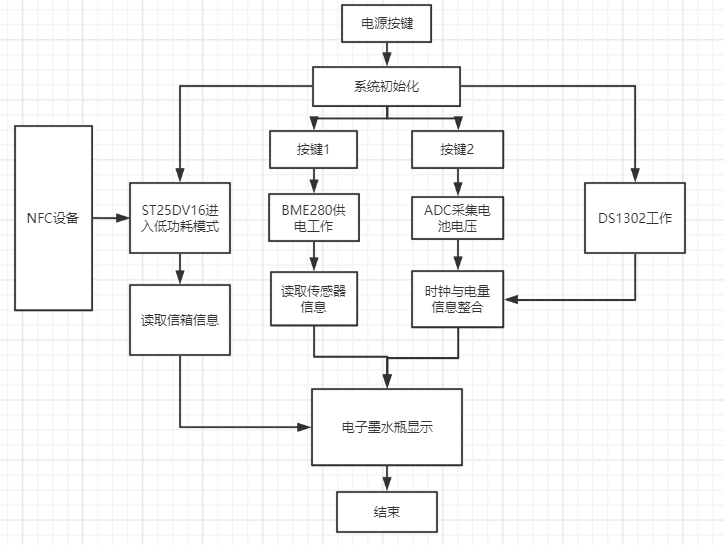 电源按键
系统初始化
按键1
按键2
NFC设备
ST25DV16进
入低功耗模式
BME280供
电工作
ADC采集电
池电压
DS1302工作
读取信箱信息
读取传感器
信息
时钟与电量
信息整合
电子墨水瓶显示
结束